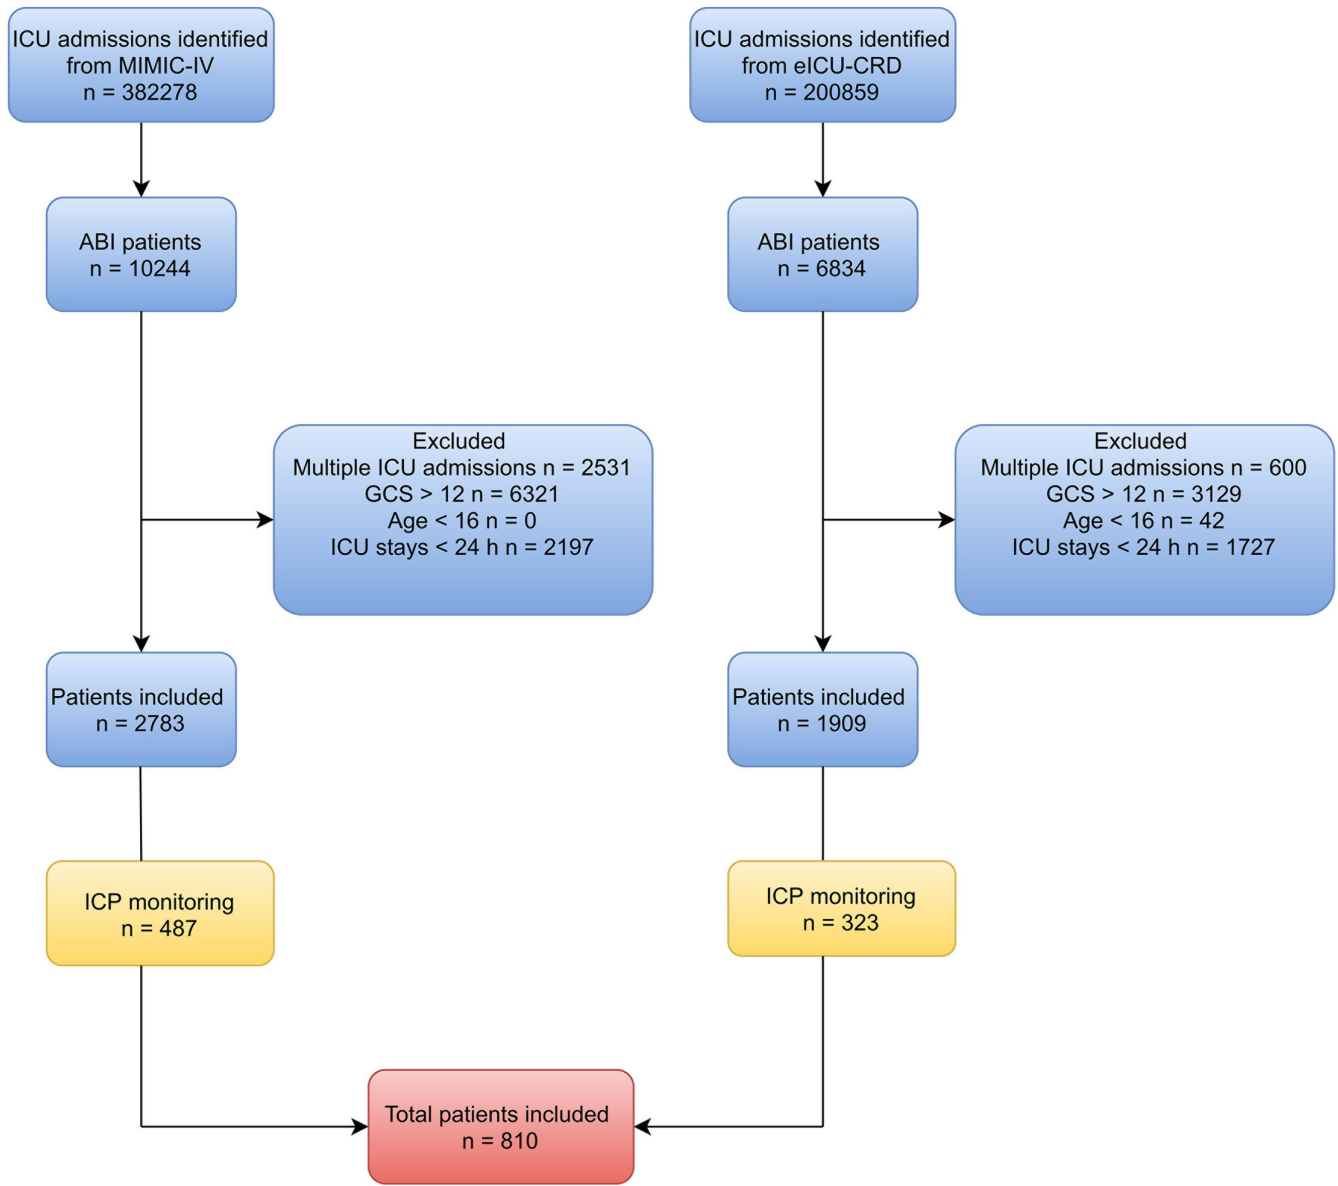 ICU admissions identified
from MIMIC-IV
n = 382278
ICU admissions identified
from eICU-CRD
n = 200859
ABI patients
n = 10244
ABI patients
n = 6834
Excluded
Multiple ICU admissions n = 2531
GCS > 12 n = 6321
Age < 16 n = 0
ICU stays < 24 h n = 2197
Excluded
Multiple ICU admissions n = 600
GCS > 12 n = 3129
Age < 16 n = 42
ICU stays < 24 h n = 1727
Patients included
n = 2783
Patients included
n = 1909
ICP monitoring
n = 487
ICP monitoring
n = 323
Total patients included
n = 810